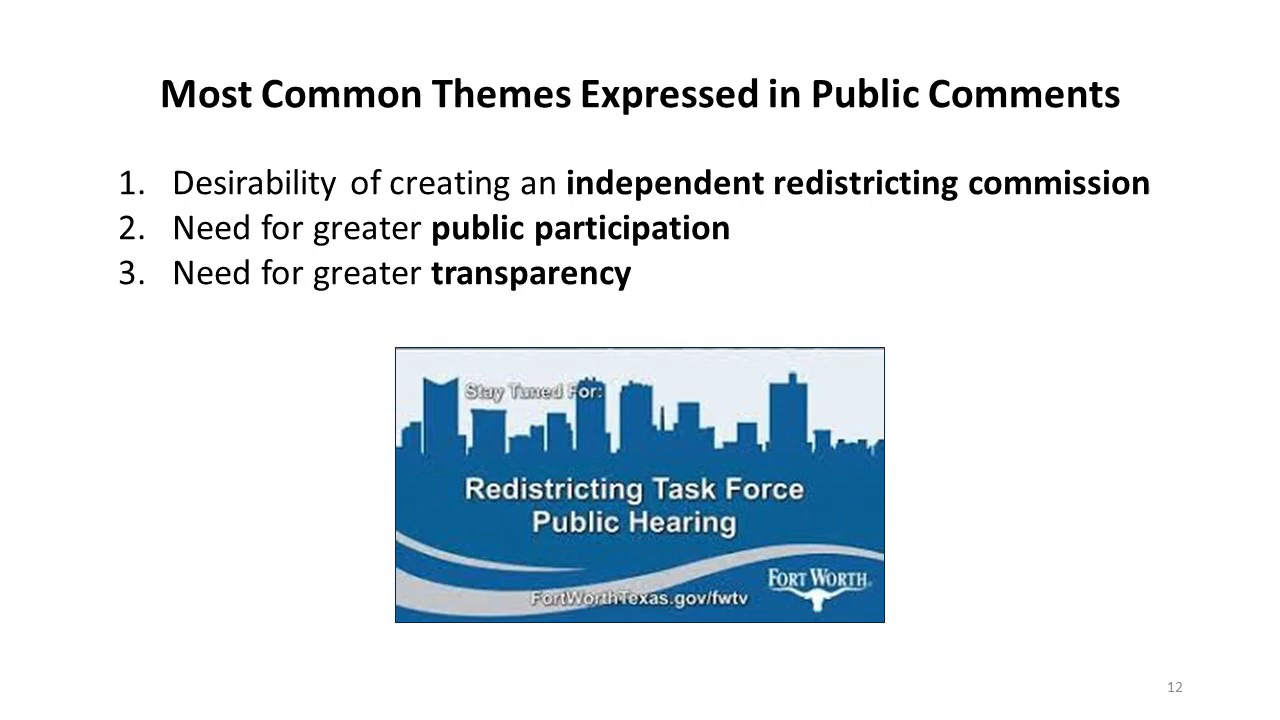 Most Common Themes Expressed in Public Comments
1. Desirability of creating an independent redistricting commission
2. Need for greater public participation
3. Need for greater transparency
Stay Tuned For:
Redistricting Task Force
Public Hearing
FORT WORTH®
FortWorthTexas.gov/fwtv
12